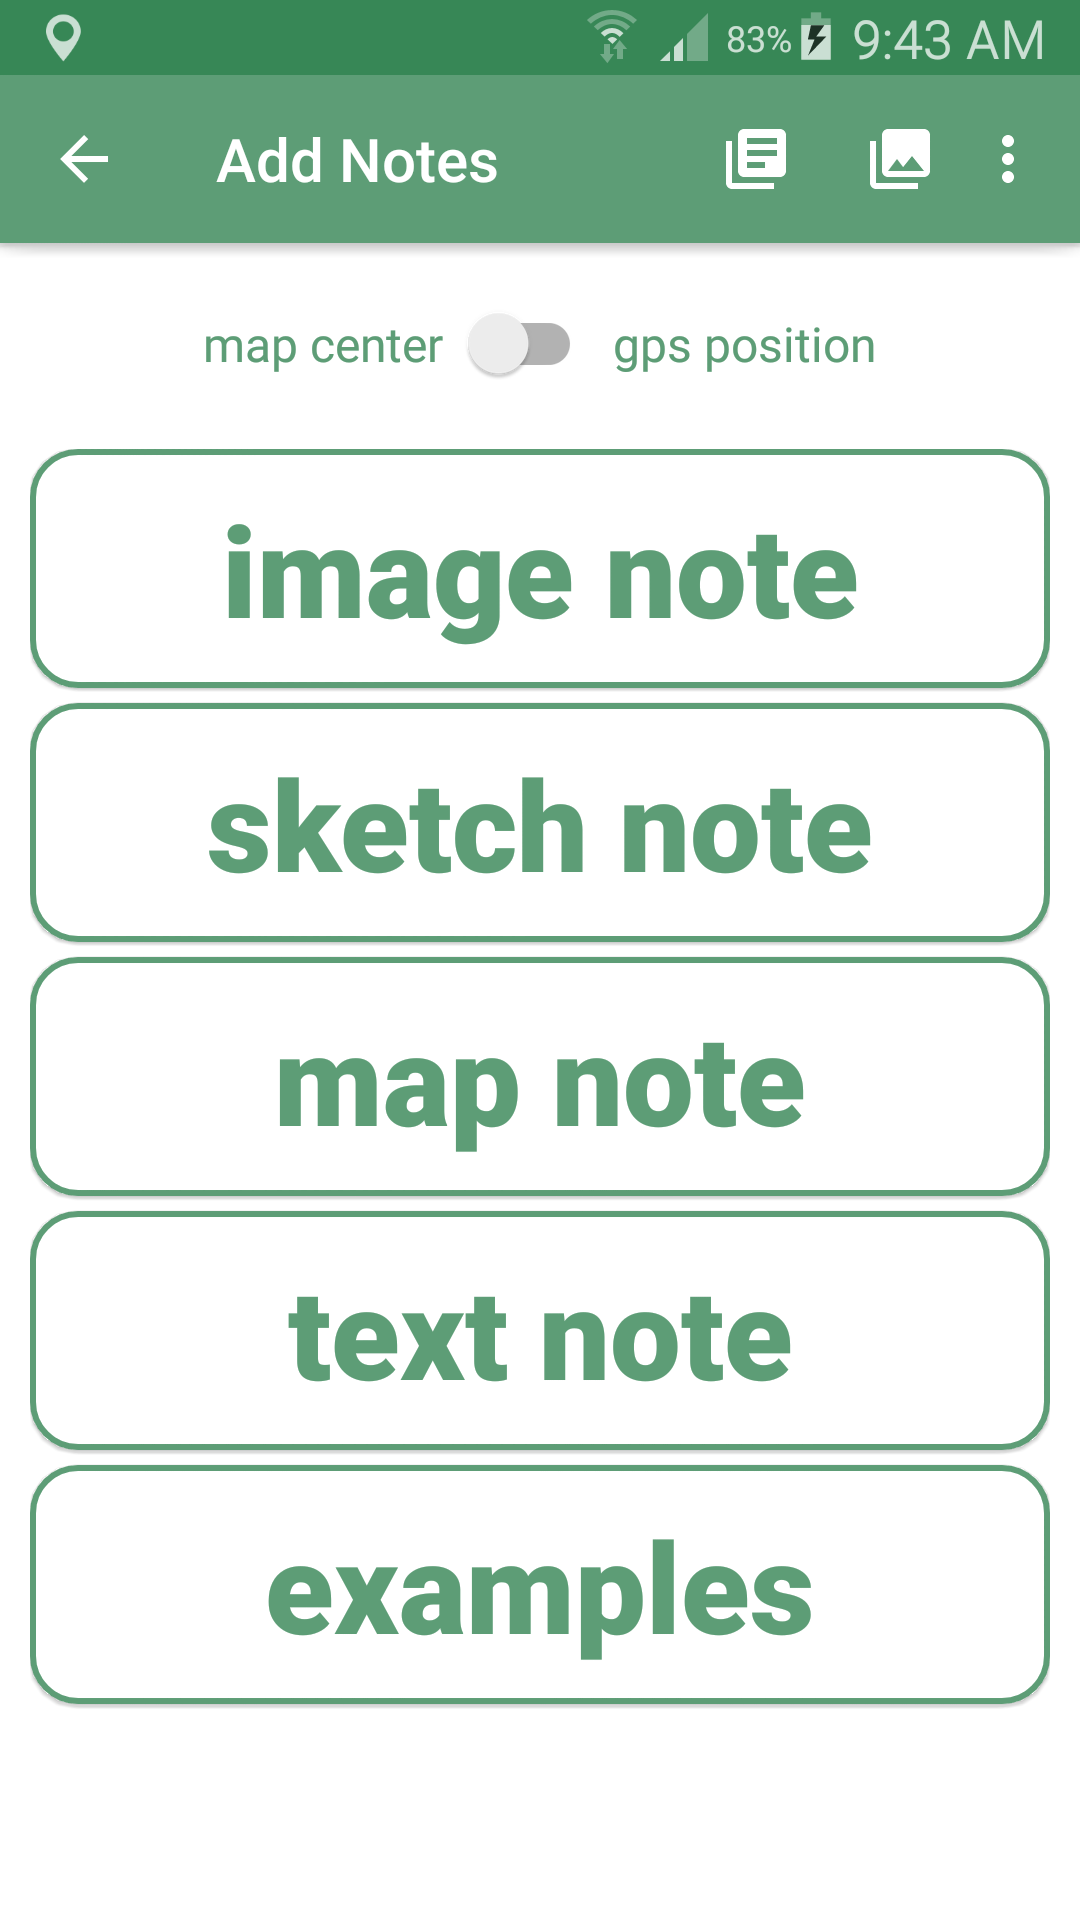 83% 9:43 AM
Add Notes
map center gps position
image note
sketch note
map note
text note
examples